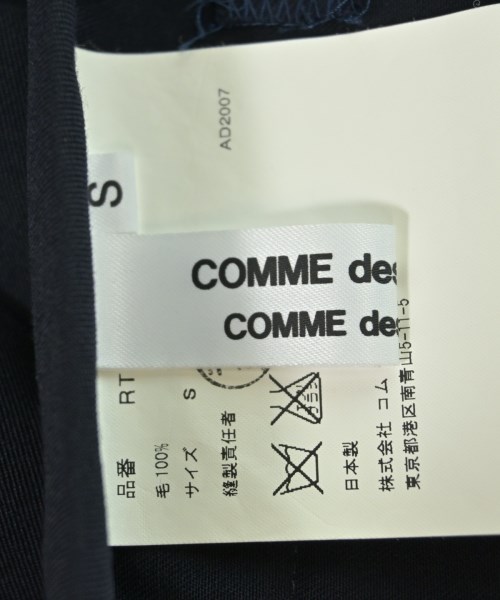 AD2007
S
COMME des
COMME de
品番 RT
毛 100%
サイズ S
縫製責任者
日本製
株式会社 コム
東京都港区南青山5-11-5